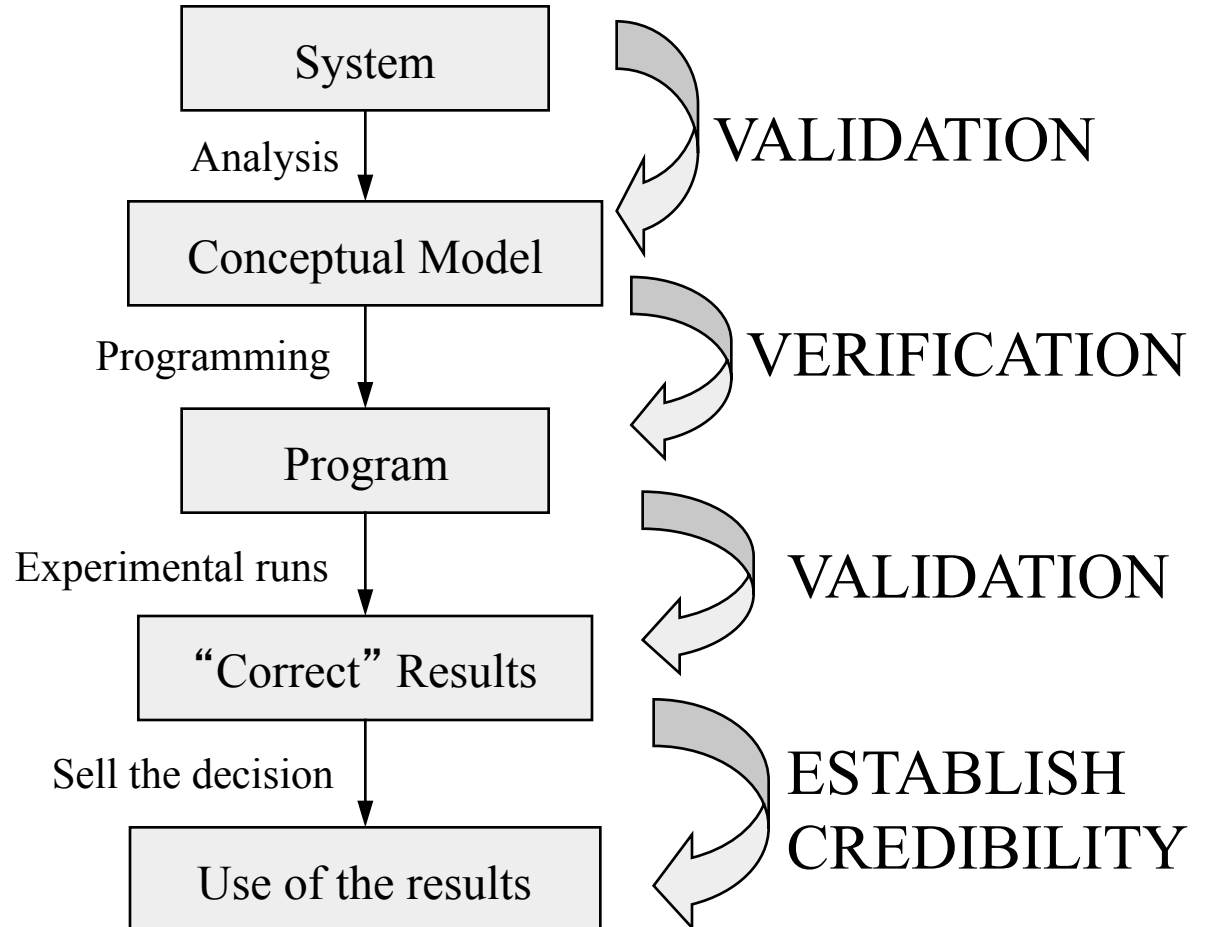 System
VALIDATION
Analysis
Conceptual Model
VERIFICATION
Programming
Program
Experimental runs
VALIDATION
“Correct” Results
Sell the decision
ESTABLISH
CREDIBILITY
Use of the results